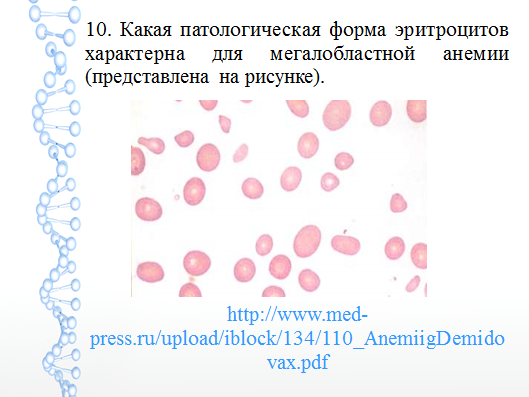 10. Какая патологическая форма эритроцитов
характерна для мегалобластной анемии
(представлена на рисунке).
http://www.med-
press.ru/upload/iblock/134/110_AnemiigDemido
vax.pdf